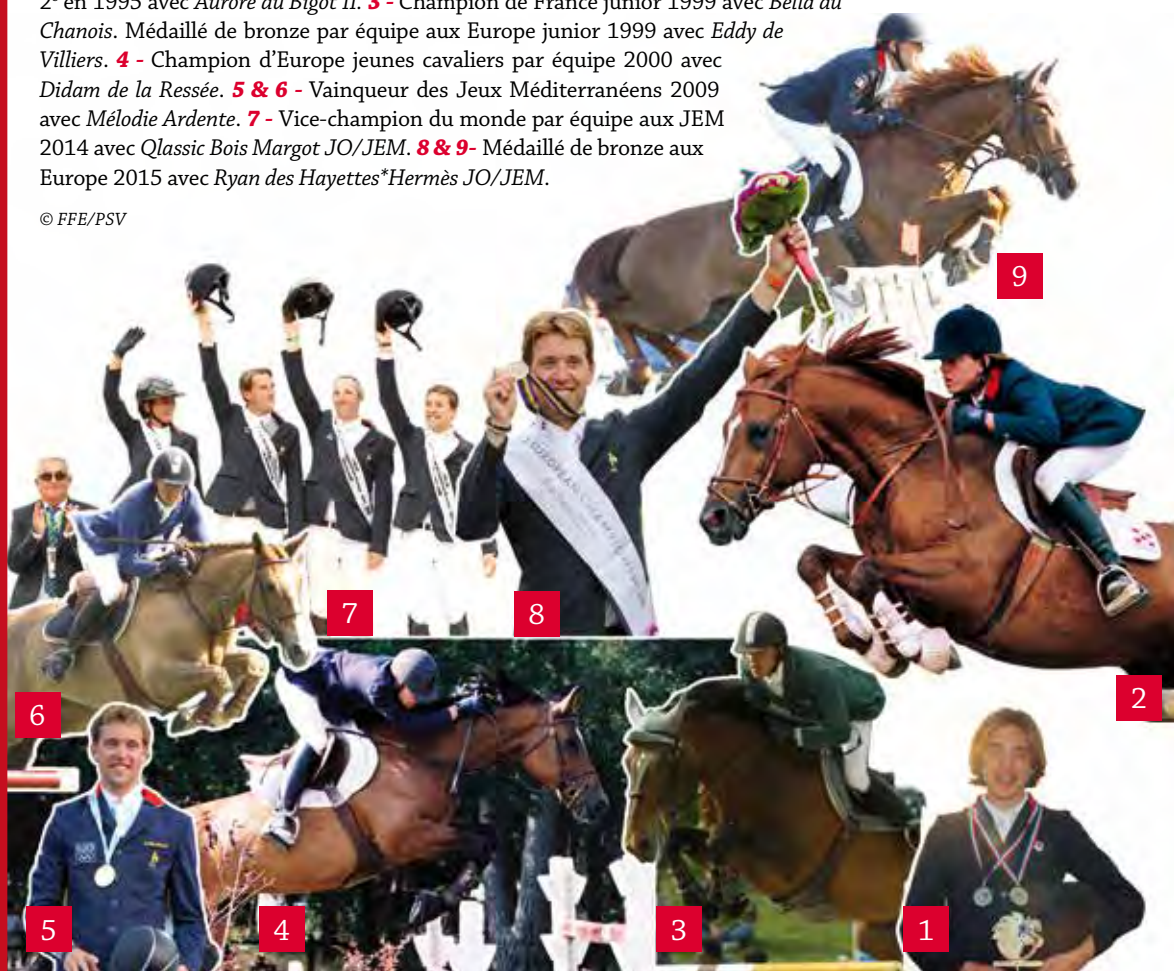 2e en 1995 avec Aurore du Bigot II. 3 - Champion de France junior 1999 avec Bella du
Chanois. Médaillé de bronze par équipe aux Europe junior 1999 avec Eddy de
Villiers. 4 - Champion d’Europe jeunes cavaliers par équipe 2000 avec
Didam de la Ressée. 5 & 6 - Vainqueur des Jeux Méditerranéens 2009
avec Mélodie Ardente. 7 - Vice-champion du monde par équipe aux JEM
2014 avec Qlassic Bois Margot JO/JEM. 8 & 9- Médaillé de bronze aux
Europe 2015 avec Ryan des Hayettes*Hermès JO/JEM.
© FFE/PSV
9
7
8
2
6
5
4
3
1